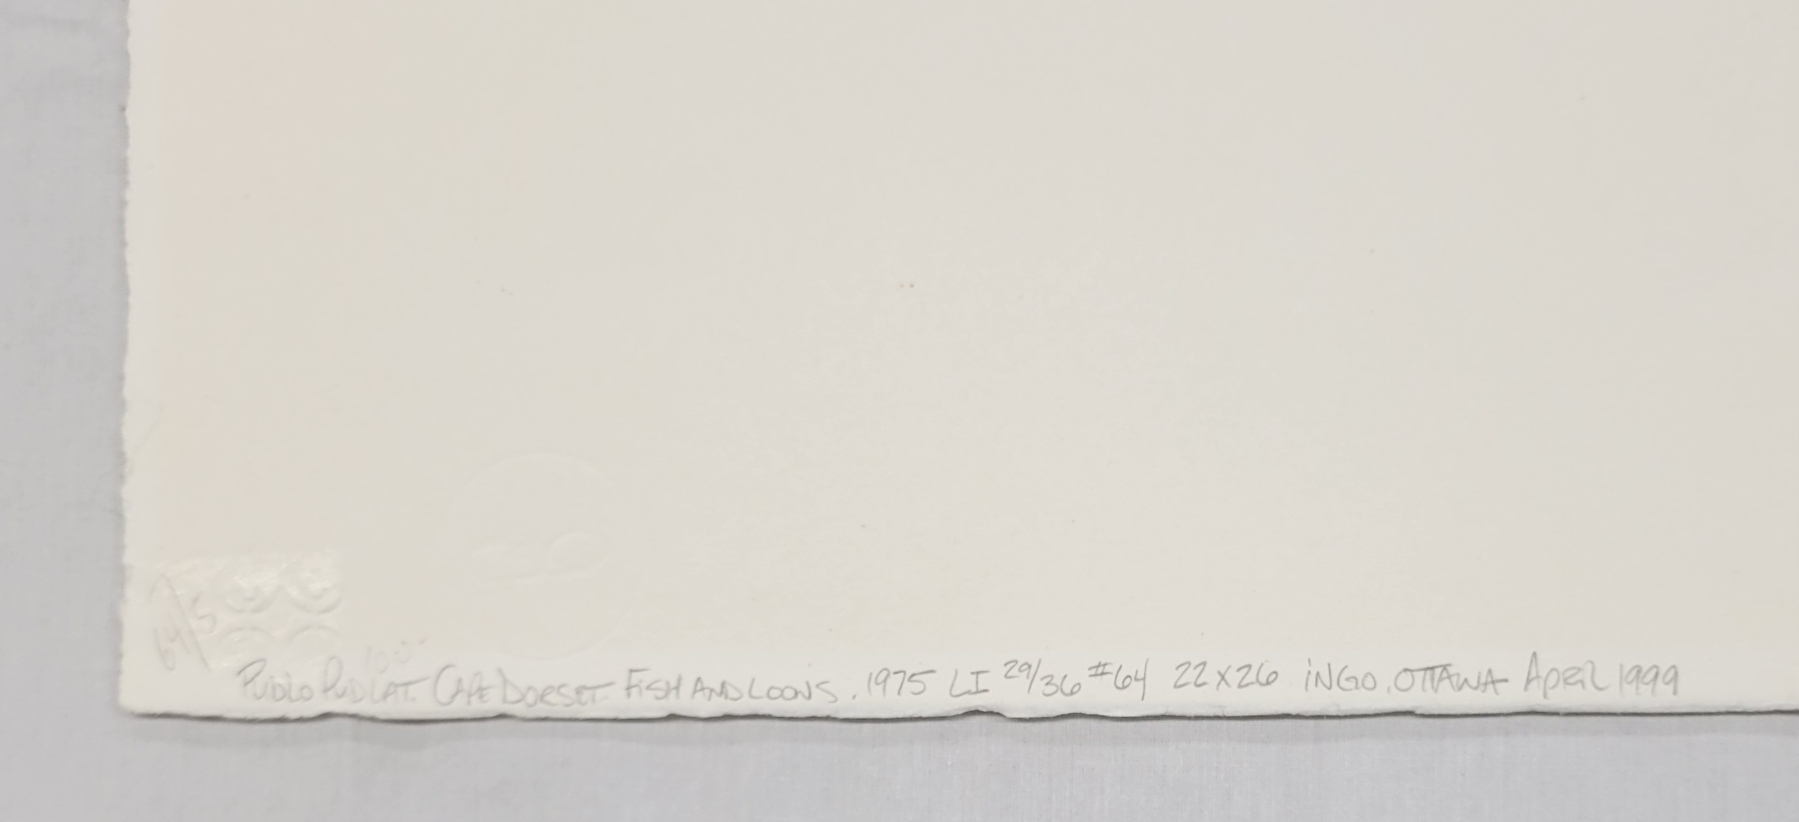 PUDLO PUDLAT. CAPE DORSET. FISH AND LOONS. 1975 LI 29/36 #64 22X26 iNGO. OTTAWA APRIL 1999